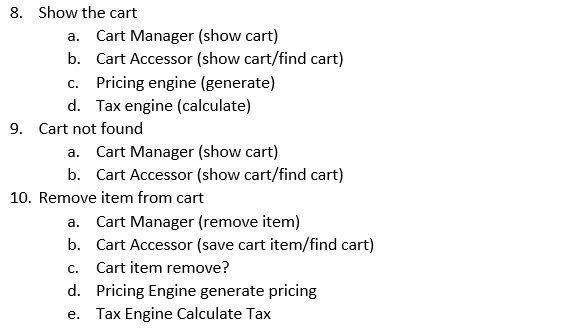 8. Show the cart
a. Cart Manager (show cart)
b. Cart Accessor (show cart/find cart)
c. Pricing engine (generate)
d. Tax engine (calculate)
9. Cart not found
a. Cart Manager (show cart)
b. Cart Accessor (show cart/find cart)
10. Remove item from cart
a. Cart Manager (remove item)
b. Cart Accessor (save cart item/find cart)
c. Cart item remove?
d. Pricing Engine generate pricing
e. Tax Engine Calculate Tax